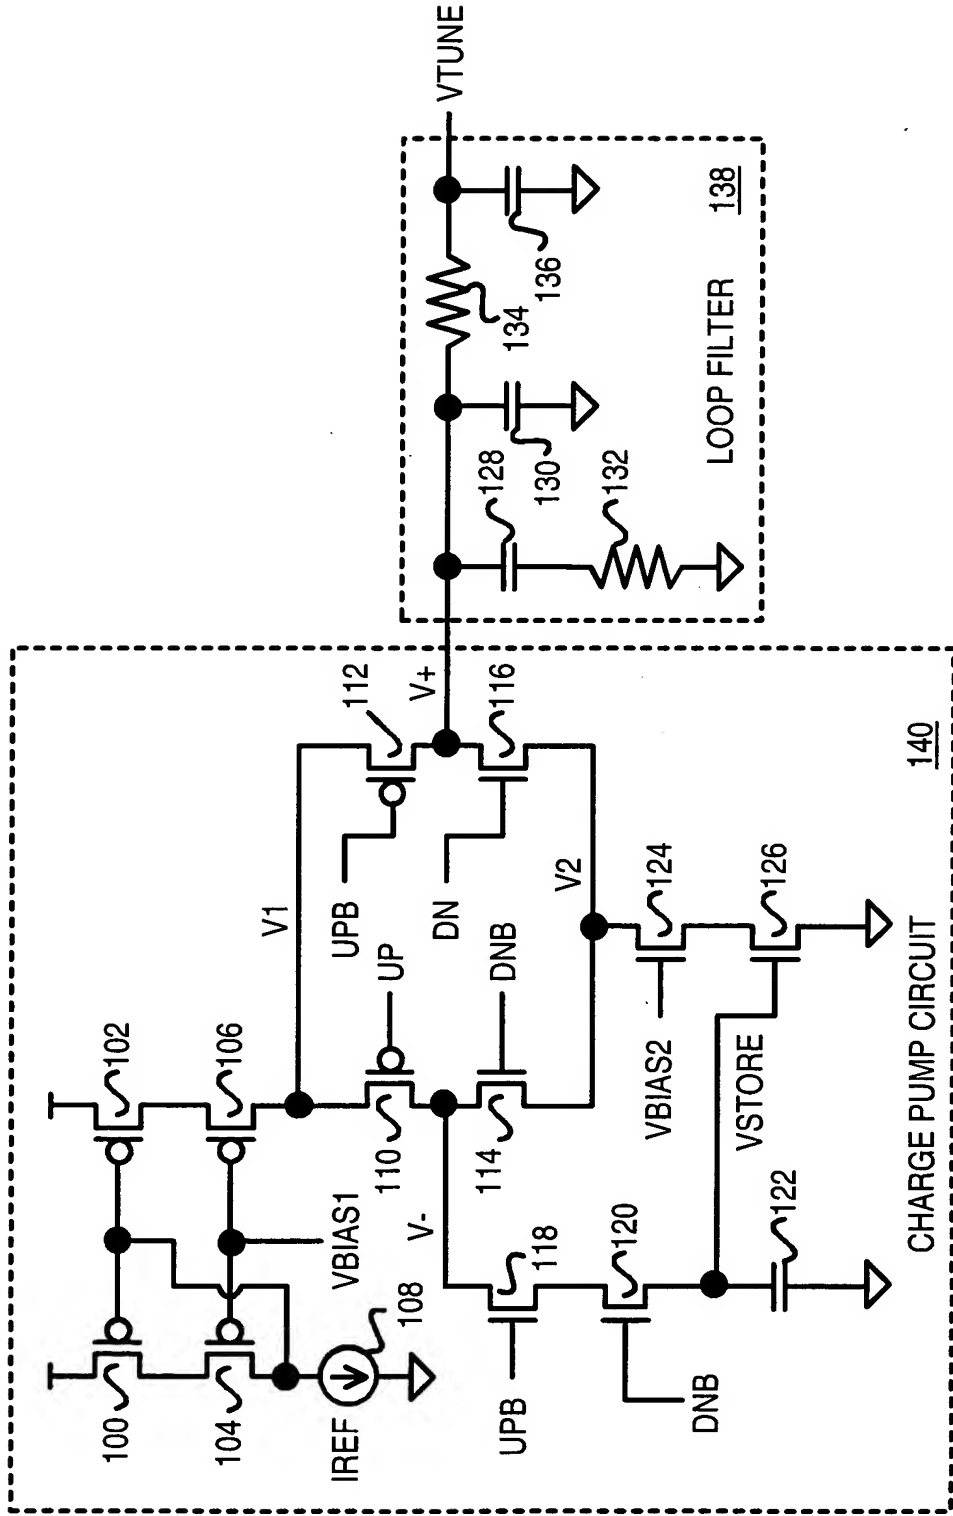 100
102
104
106
IREF
108
VBIAS1
V1
UPB
112
UP
110
V+
VTUNE
V-
DN
116
DNB
114
V2
UPB
118
120
DNB
VBIAS2
124
VSTORE
126
122
CHARGE PUMP CIRCUIT
140
128
130
132
134
136
LOOP FILTER
138